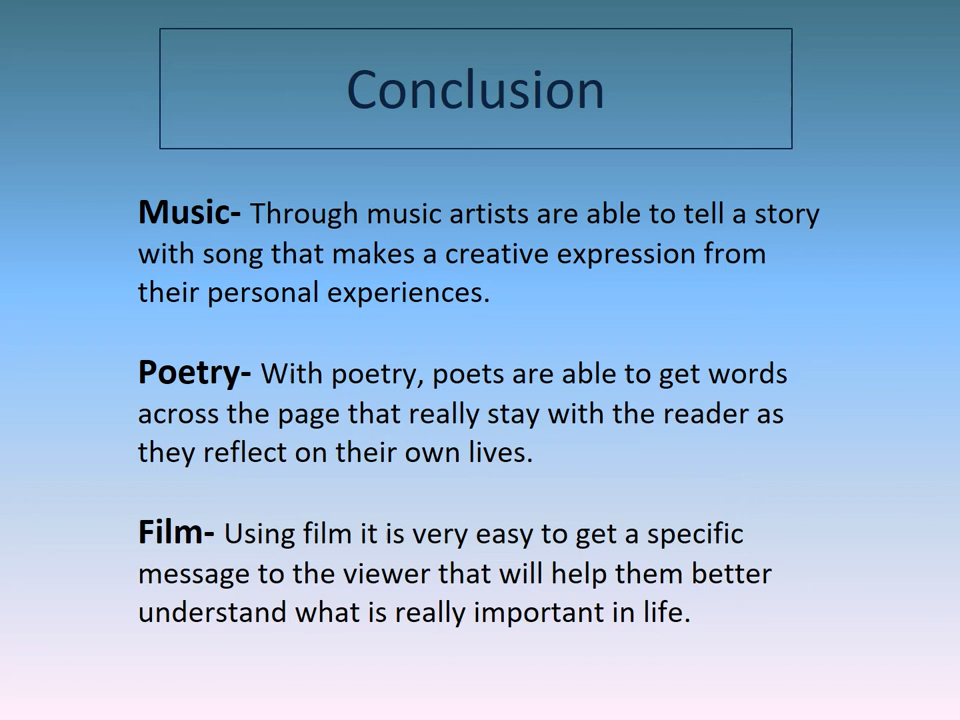 Conclusion
Music- Through music artists are able to tell a story
with song that makes a creative expression from
their personal experiences.
Poetry- With poetry, poets are able to get words
across the page that really stay with the reader as
they reflect on their own lives.
Film- Using film it is very easy to get a specific
message to the viewer that will help them better
understand what is really important in life.